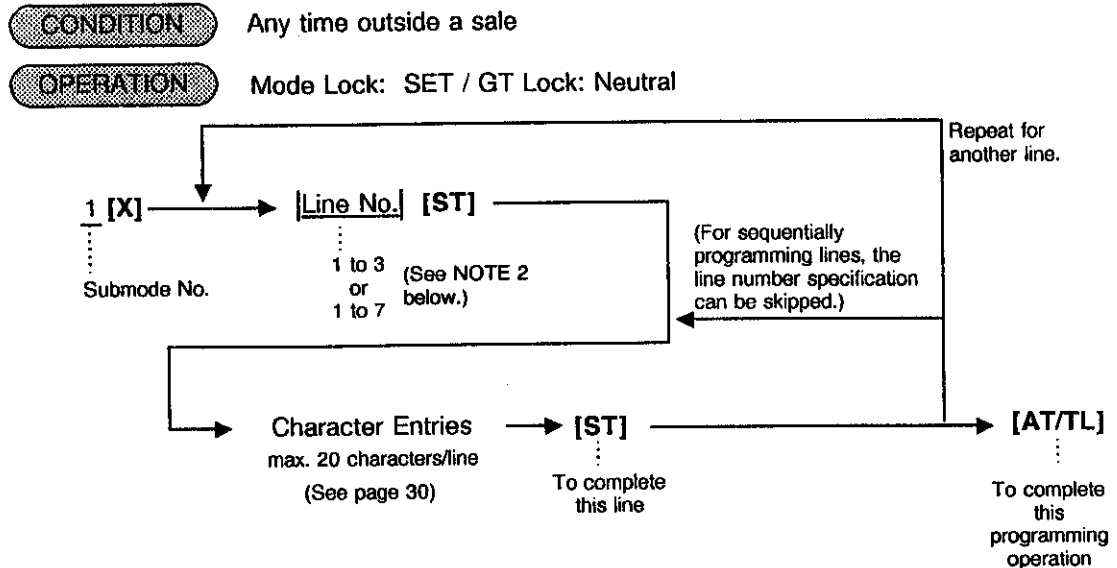 CONDITION Any time outside a sale
OPERATION Mode Lock: SET / GT Lock: Neutral
Repeat for
another line.
1 [X] |Line No.| [ST]
Submode No.
1 to 3
or
1 to 7
(See NOTE 2
below.)
(For sequentially
programming lines, the
line number specification
can be skipped.)
Character Entries
max. 20 characters/line
(See page 30)
[ST]
To complete
this line
[AT/TL]
To complete
this
programming
operation